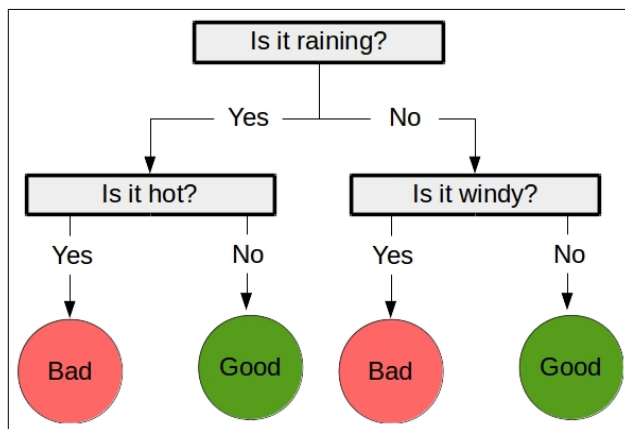 Is it raining?
Yes No
Is it hot? Is it windy?
Yes No Yes No
Bad Good Bad Good